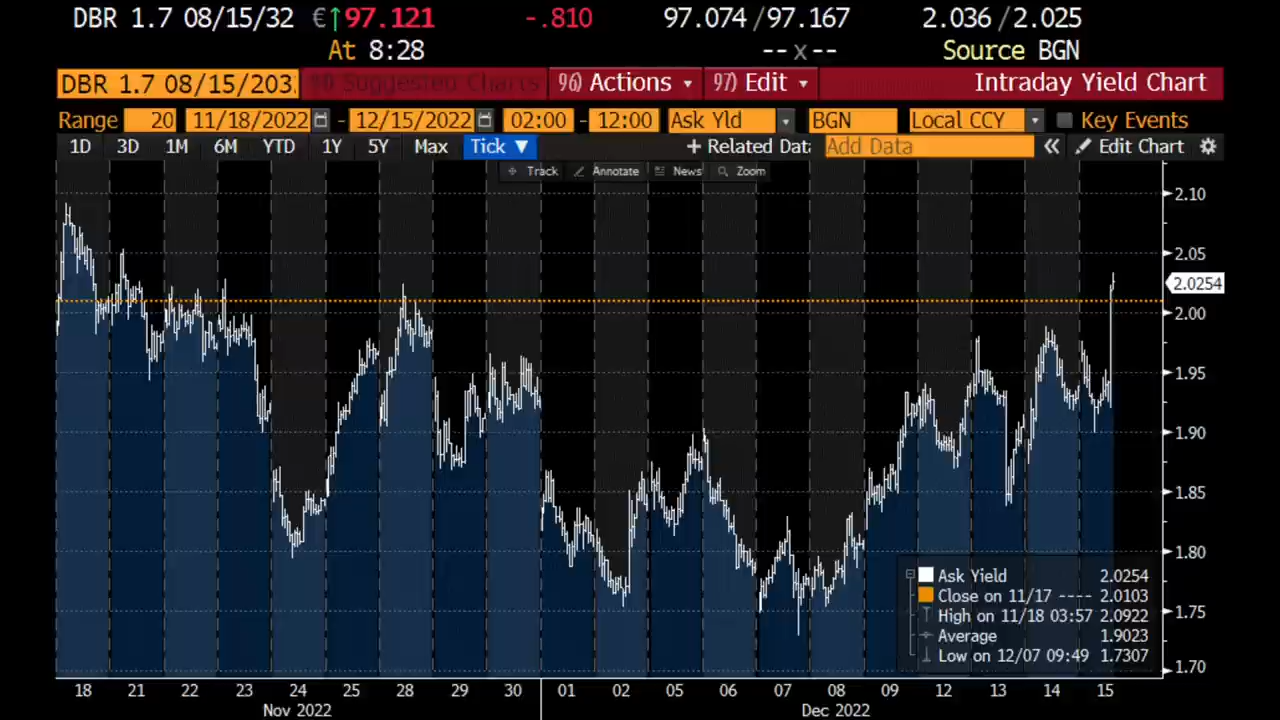 DBR 1.7 08/15/32 €↑97.121 -.810 97.074/97.167 2.036/2.025
At 8:28 --x-- Source BGN
DBR 1.7 08/15/203 Suggested Charts 96) Actions 97) Edit Intraday Yield Chart
Range 20 11/18/2022 - 12/15/2022 02:00 - 12:00 Ask Yld BGN Local CCY Key Events
1D 3D 1M 6M YTD 1Y 5Y Max Tick ▼ + Related Data Add Data « Edit Chart
Track Annotate News Zoom
2.10
2.05
2.0254
2.00
1.95
1.90
1.85
1.80
1.75
1.70
Ask Yield 2.0254
Close on 11/17 ---- 2.0103
High on 11/18 03:57 2.0922
Average 1.9023
Low on 12/07 09:49 1.7307
18 21 22 23 24 25 28 29 30 01 02 05 06 07 08 09 12 13 14 15
Nov 2022 Dec 2022